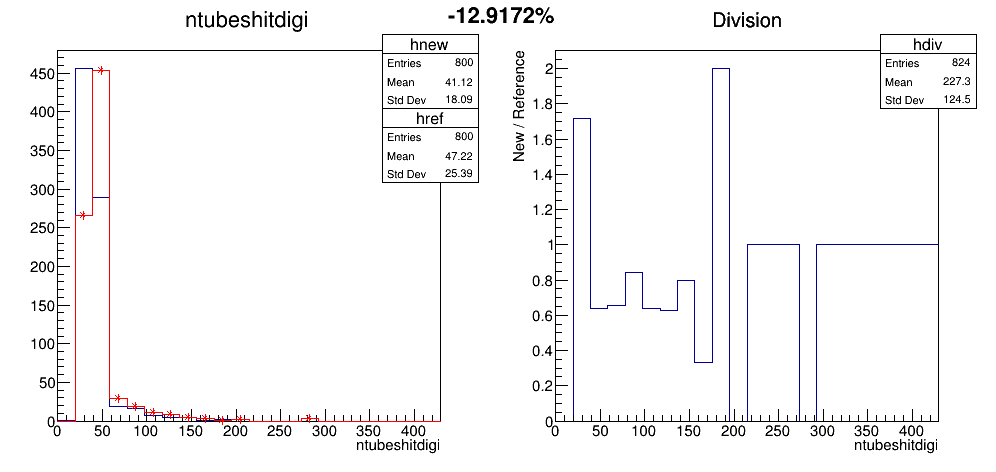 -12.9172%
ntubeshitdigi
hnew
Entries 800
Mean 41.12
Std Dev 18.09
href
Entries 800
Mean 47.22
Std Dev 25.39
450
400
350
300
250
200
150
100
50
0
0 50 100 150 200 250 300 350 400
ntubeshitdigi
Division
hdiv
Entries 824
Mean 227.3
Std Dev 124.5
New / Reference
2
1.8
1.6
1.4
1.2
1
0.8
0.6
0.4
0.2
0
0 50 100 150 200 250 300 350 400
ntubeshitdigi